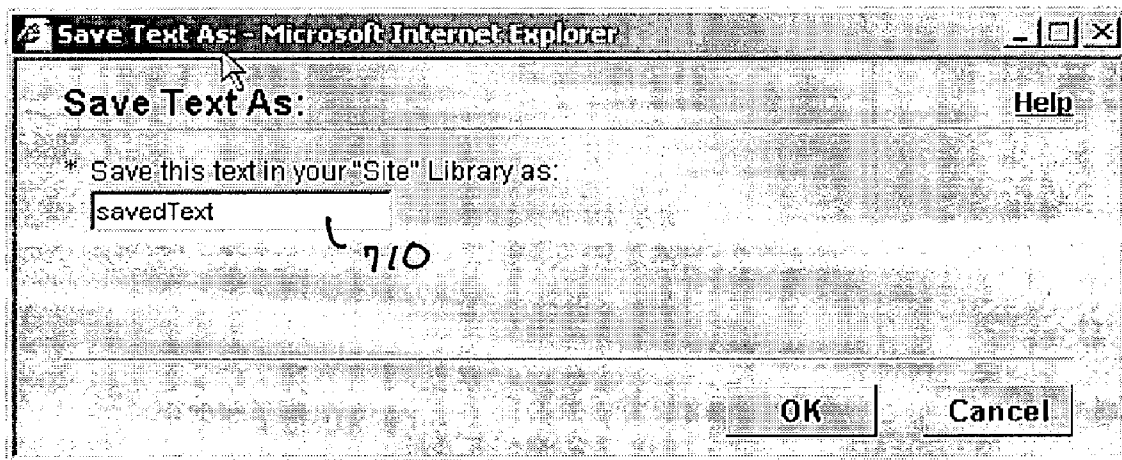 Save Text As: - Microsoft Internet Explorer
Save Text As:
Help
* Save this text in your "Site" Library as:
savedText
710
OK
Cancel